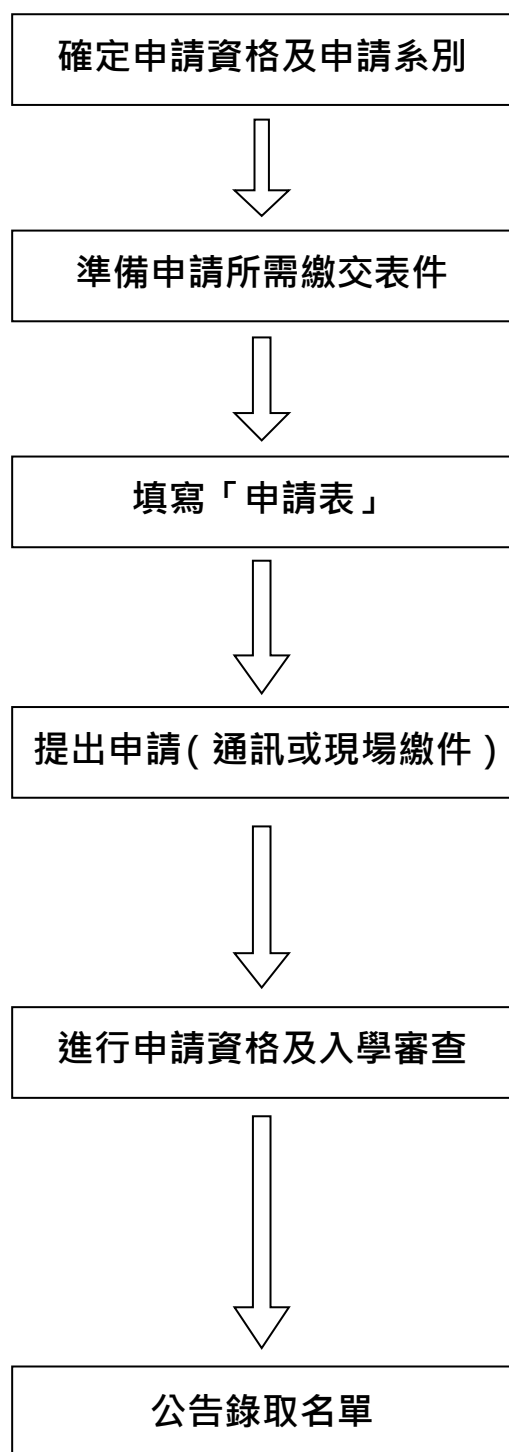 確定申請資格及申請系別
準備申請所需繳交表件
填寫「申請表」
提出申請(通訊或現場繳件)
進行申請資格及入學審查
公告錄取名單